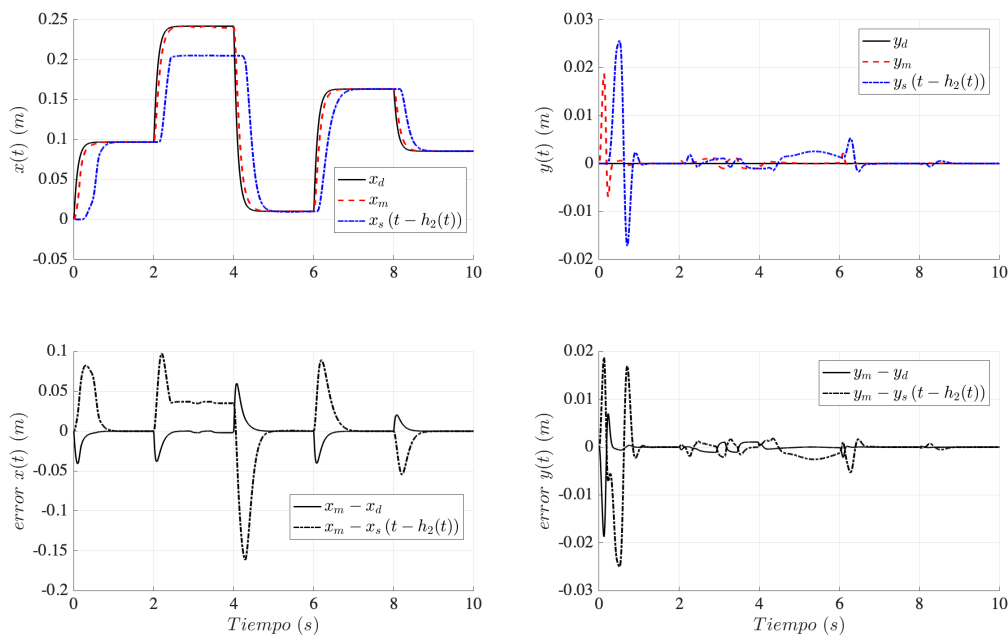 0.25
0.2
0.15
0.1
0.05
0
-0.05
x(t) (m)
x_d
x_m
x_s (t − h_2(t))
0 2 4 6 8 10
0.03
0.02
0.01
0
-0.01
-0.02
y(t) (m)
y_d
y_m
y_s (t − h_2(t))
0 2 4 6 8 10
0.1
0.05
0
-0.05
-0.1
-0.15
-0.2
error x(t) (m)
x_m − x_d
x_m − x_s (t − h_2(t))
0 2 4 6 8 10
Tiempo (s)
0.02
0.01
0
-0.01
-0.02
-0.03
error y(t) (m)
y_m − y_d
y_m − y_s (t − h_2(t))
0 2 4 6 8 10
Tiempo (s)